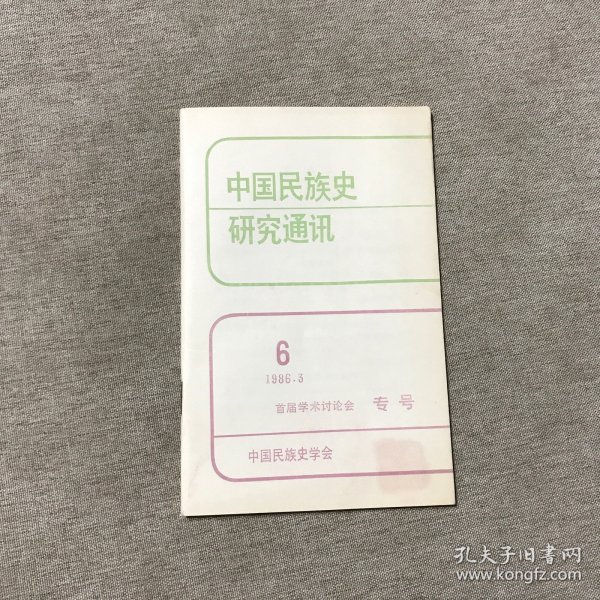 中国民族史
研究通讯
6
1986.3
首届学术讨论会 专号
中国民族史学会
孔夫子旧书网
www.kongfz.com